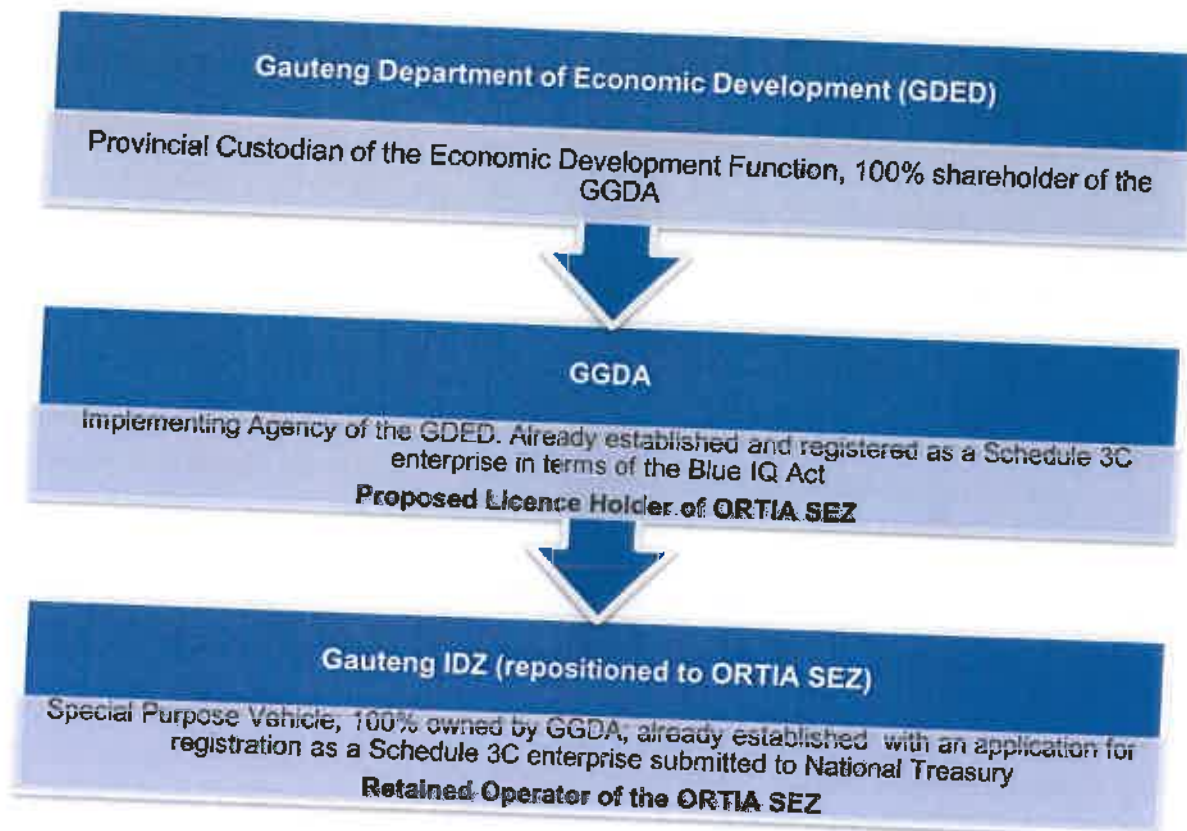 Gauteng Department of Economic Development (GDED)
Provincial Custodian of the Economic Development Function, 100% shareholder of the
GGDA
GGDA
Implementing Agency of the GDED. Already established and registered as a Schedule 3C
enterprise in terms of the Blue IQ Act
Proposed Licence Holder of ORTIA SEZ
Gauteng IDZ (repositioned to ORTIA SEZ)
Special Purpose Vehicle, 100% owned by GGDA, already established with an application for
registration as a Schedule 3C enterprise submitted to National Treasury
Retained Operator of the ORTIA SEZ